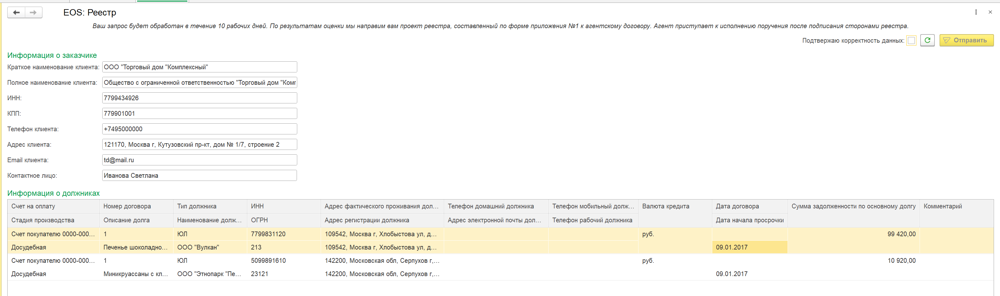 EOS: Реестр
Ваш запрос будет обработан в течение 10 рабочих дней. По результатам оценки мы направим вам проект реестра, составленный по форме приложения №1 к агентскому договору. Агент приступает к исполнению поручения после подписания сторонами реестра.
Подтверждаю корректность данных: Отправить
Информация о заказчике
Краткое наименование клиента: ООО "Торговый дом "Комплексный"
Полное наименование клиента: Общество с ограниченной ответственностью "Торговый дом "Комп
ИНН: 7799434926
КПП: 779901001
Телефон клиента: +7495000000
Адрес клиента: 121170, Москва г, Кутузовский пр-кт, дом № 1/7, строение 2
Email клиента: td@mail.ru
Контактное лицо: Иванова Светлана
Информация о должниках
Счет на оплату Номер договора Тип должника ИНН Адрес фактического проживания дол... Телефон домашний должника Телефон мобильный долж... Валюта кредита Дата договора Сумма задолженности по основному долгу Комментарий
Стадия производства Описание долга Наименование долж... ОГРН Адрес регистрации должника Адрес электронной почты дол... Телефон рабочий должника Дата начала просрочки
Счет покупателю 0000-000... 1 ЮЛ 7799831120 109542, Москва г, Хлобыстова ул, д... руб. 99 420,00
Досудебная Печенье шоколадно... ООО "Вулкан" 213 109542, Москва г, Хлобыстова ул, д... 09.01.2017
Счет покупателю 0000-000... 1 ЮЛ 5099891610 142200, Московская обл, Серпухов г,... руб. 10 920,00
Досудебная Миникруассаны с кл... ООО "Этнопарк "Пе... 23121 142200, Московская обл, Серпухов г,... 09.01.2017